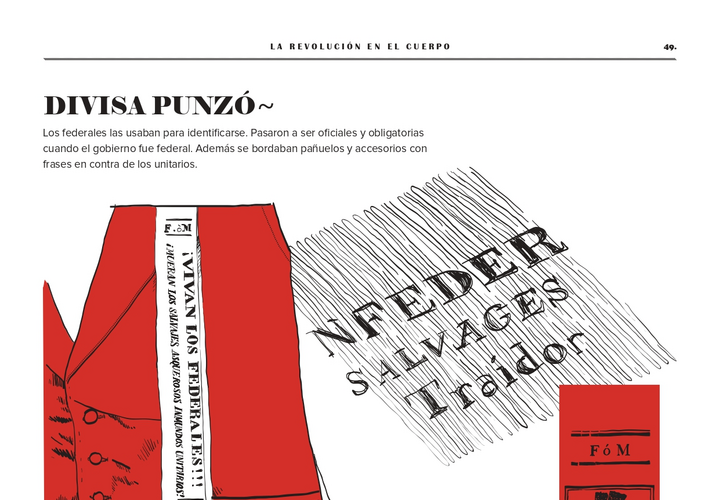 LA REVOLUCIÓN EN EL CUERPO
49.
DIVISA PUNZÓ~
Los federales las usaban para identificarse. Pasaron a ser oficiales y obligatorias
cuando el gobierno fue federal. Además se bordaban pañuelos y accesorios con
frases en contra de los unitarios.
F.óM
¡VIVAN LOS FEDERALES!!!
¡MUERAN LOS SALVAJES ASQUEROSOS INMUNDOS UNITARIOS!
NFEDER
SALVAGES
Traidor
F ó M